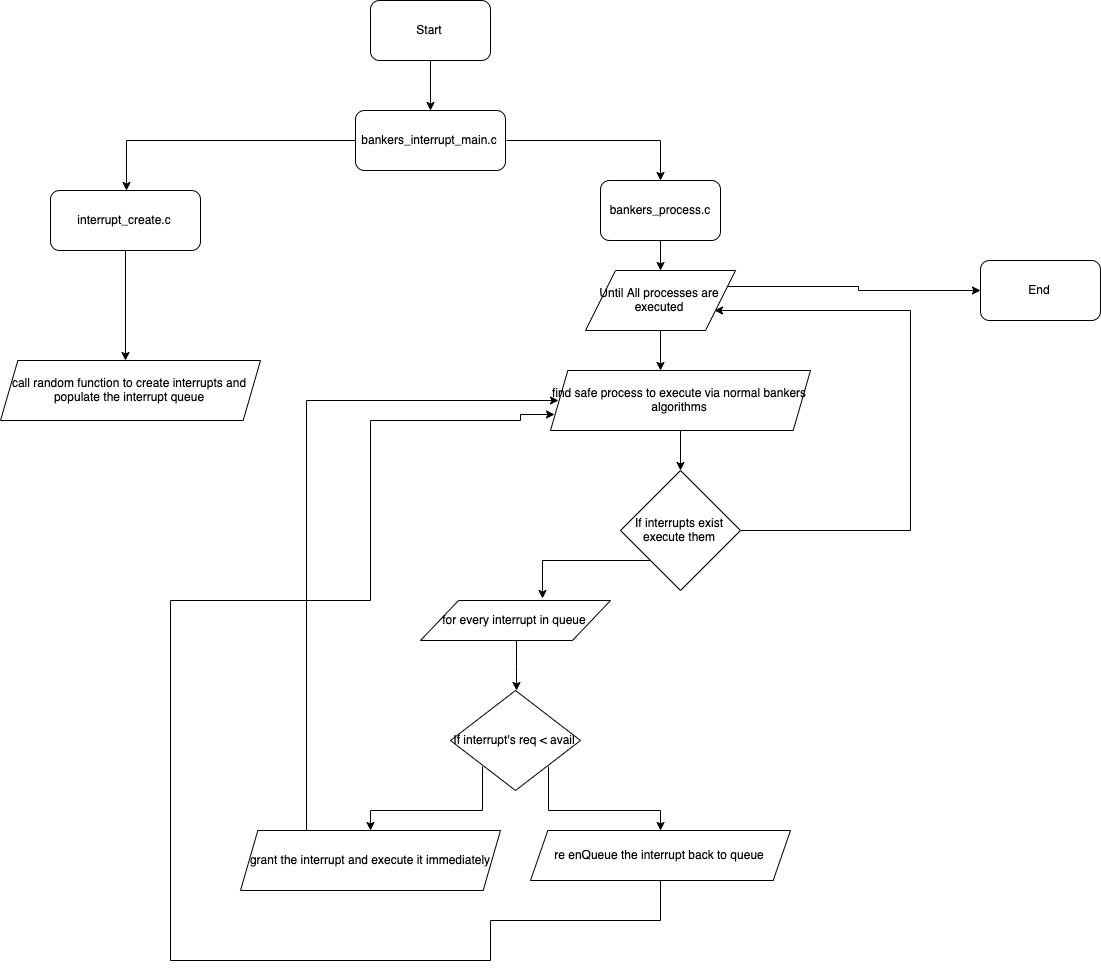 Start
bankers_interrupt_main.c
interrupt_create.c
bankers_process.c
Until All processes are
executed
End
call random function to create interrupts and
populate the interrupt queue
find safe process to execute via normal bankers
algorithms
If interrupts exist
execute them
for every interrupt in queue
If interrupt's req < avail
grant the interrupt and execute it immediately
re enQueue the interrupt back to queue